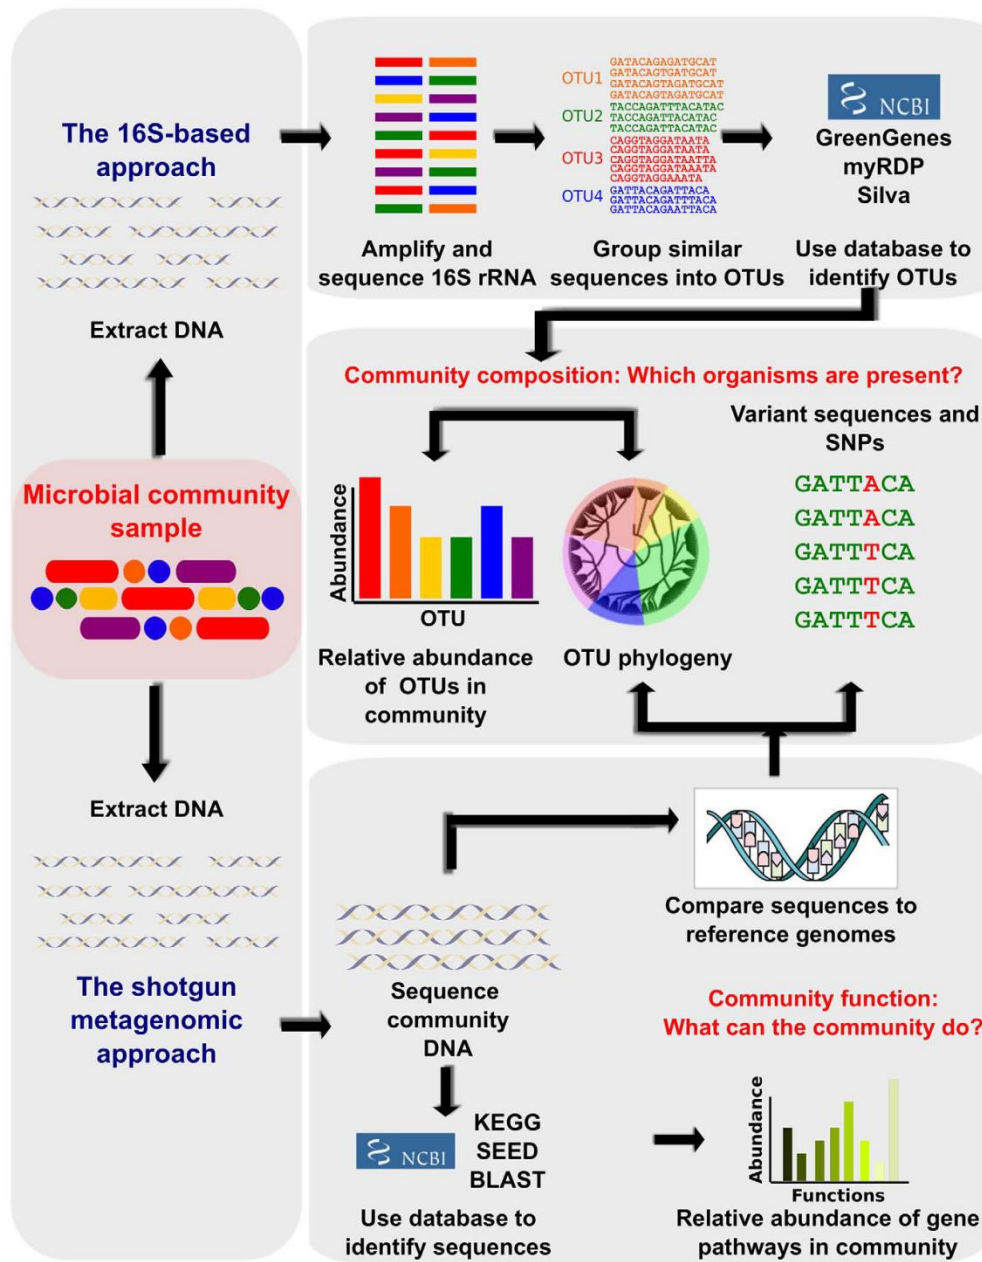 The 16S-based
approach
Extract DNA
Microbial community
sample
Extract DNA
The shotgun
metagenomic
approach
Amplify and
sequence 16S rRNA
OTU1
GATACAGAGATGCAT
GATACAGTGATGCAT
GATACAGTAGATGCAT
GATACAGTAGATGCAT
OTU2
TACCAGATTTACATAC
TACCAGATTACATAC
TACCAGATTACATAC
OTU3
CAGGTAGGATAATA
CAGGTAGGATAATA
CAGGTAGGATAATTA
CAGGTAGGATAAATA
CAGGTAGGAAATA
OTU4
GATTACAGATTACA
GATTACAGATTTACA
GATTACAGAATTACA
Group similar
sequences into OTUs
NCBI
GreenGenes
myRDP
Silva
Use database to
identify OTUs
Community composition: Which organisms are present?
Abundance
OTU
Relative abundance
of OTUs in
community
OTU phylogeny
Variant sequences and
SNPs
GATTACA
GATTACA
GATTTCA
GATTTCA
GATTTCA
Sequence
community
DNA
Compare sequences to
reference genomes
NCBI
KEGG
SEED
BLAST
Use database to
identify sequences
Community function:
What can the community do?
Abundance
Functions
Relative abundance of gene
pathways in community